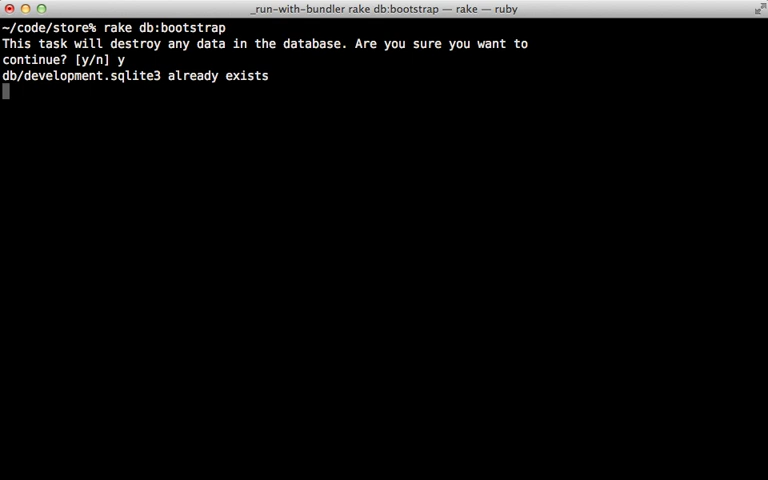 _run-with-bundler rake db:bootstrap — rake — ruby
~/code/store% rake db:bootstrap
This task will destroy any data in the database. Are you sure you want to
continue? [y/n] y
db/development.sqlite3 already exists